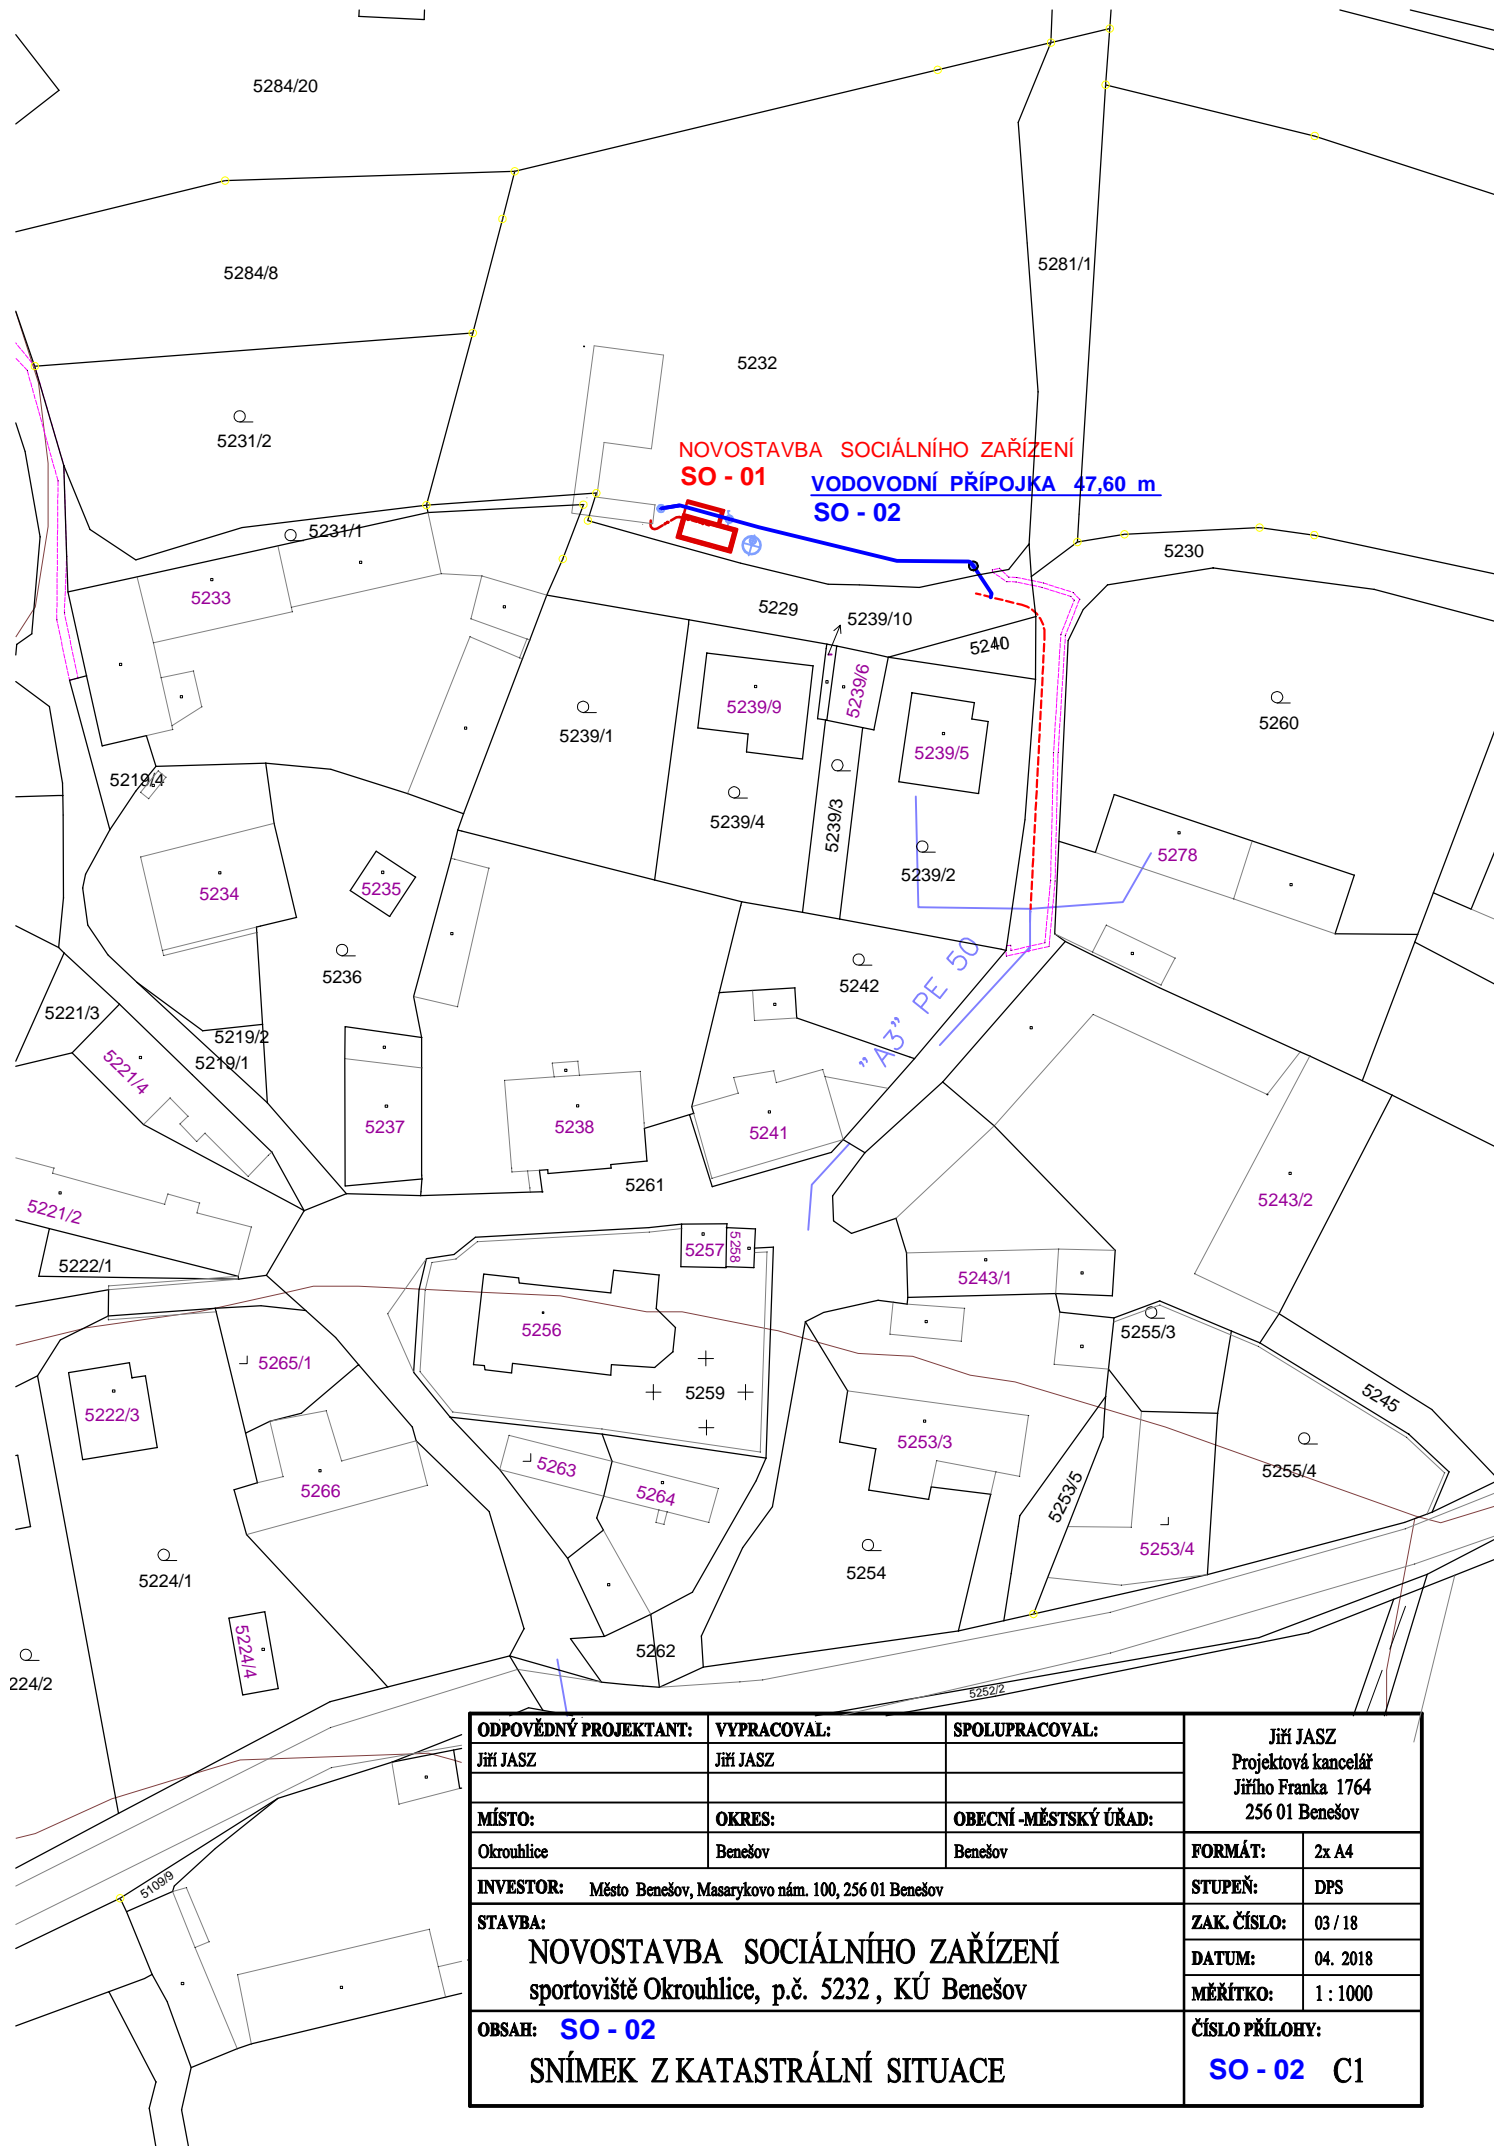 5284/20
5284/8
5281/1
5232
5231/2
NOVOSTAVBA SOCIÁLNÍHO ZAŘÍZENÍ
SO - 01
VODOVODNÍ PŘÍPOJKA 47,60 m
SO - 02
5231/1
5230
5233
5229
5239/10
5240
5239/6
5239/9
5239/1
5239/5
5260
5219/4
5239/4
5239/3
5239/2
5278
5234
5235
5236
5242
"A3" PE 50
5221/3
5219/2
5219/1
5221/4
5237
5238
5241
5261
5243/2
5221/2
5222/1
5257
5258
5243/1
5256
5255/3
5265/1
5259
5245
5222/3
5253/3
5263
5264
5266
5253/5
5255/4
5253/4
5254
5224/1
5224/4
5262
224/2
5252/2
5109/9
ODPOVĚDNÝ PROJEKTANT: VYPRACOVAL: SPOLUPRACOVAL:
Jiří JASZ Jiří JASZ
Jiří JASZ
Projektová kancelář
Jiřího Franka 1764
256 01 Benešov
MÍSTO: OKRES: OBECNÍ -MĚSTSKÝ ÚŘAD:
Okrouhlice Benešov Benešov
FORMÁT: 2x A4
INVESTOR: Město Benešov, Masarykovo nám. 100, 256 01 Benešov
STUPEŇ: DPS
STAVBA:
NOVOSTAVBA SOCIÁLNÍHO ZAŘÍZENÍ
sportoviště Okrouhlice, p.č. 5232 , KÚ Benešov
ZAK. ČÍSLO: 03 / 18
DATUM: 04. 2018
MĚŘÍTKO: 1 : 1000
OBSAH: SO - 02
SNÍMEK Z KATASTRÁLNÍ SITUACE
ČÍSLO PŘÍLOHY:
SO - 02 C1